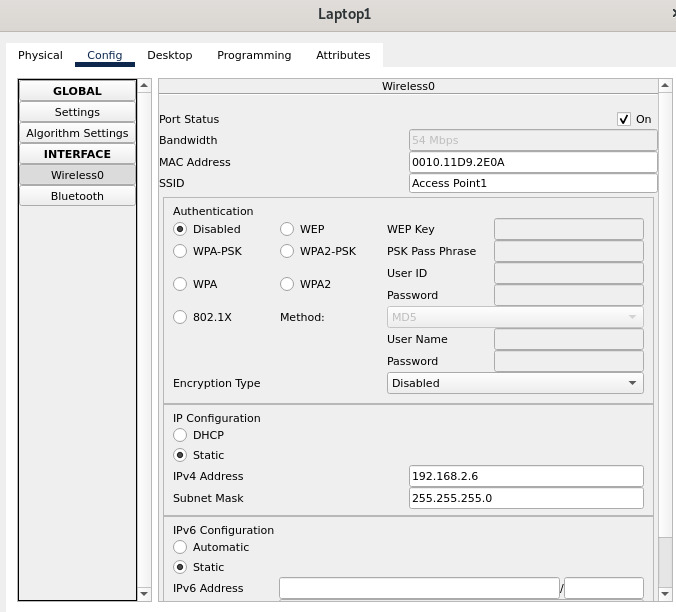 Laptop1
Physical Config Desktop Programming Attributes
GLOBAL
Settings
Algorithm Settings
INTERFACE
Wireless0
Bluetooth
Wireless0
Port Status On
Bandwidth 54 Mbps
MAC Address 0010.11D9.2E0A
SSID Access Point1
Authentication
Disabled WEP WEP Key
WPA-PSK WPA2-PSK PSK Pass Phrase
User ID
WPA WPA2
Password
802.1X Method: MD5
User Name
Password
Encryption Type Disabled
IP Configuration
DHCP
Static
IPv4 Address 192.168.2.6
Subnet Mask 255.255.255.0
IPv6 Configuration
Automatic
Static
IPv6 Address /